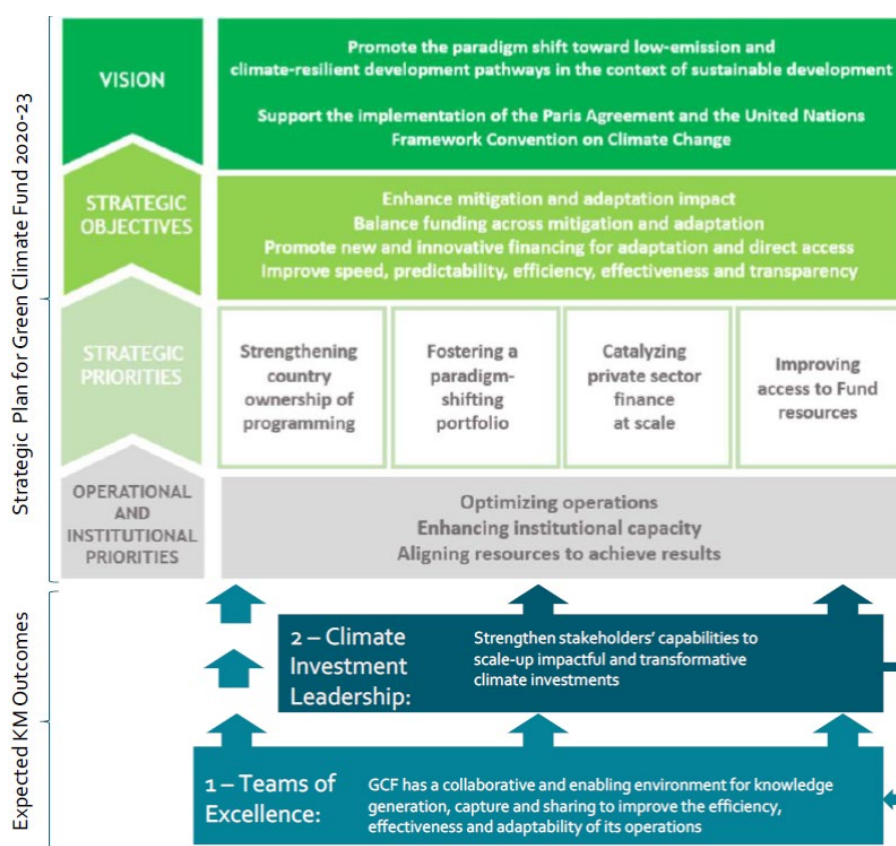 Strategic Plan for Green Climate Fund 2020-23
VISION
Promote the paradigm shift toward low-emission and
climate-resilient development pathways in the context of sustainable development
Support the implementation of the Paris Agreement and the United Nations
Framework Convention on Climate Change
STRATEGIC
OBJECTIVES
Enhance mitigation and adaptation impact
Balance funding across mitigation and adaptation
Promote new and innovative financing for adaptation and direct access
Improve speed, predictability, efficiency, effectiveness and transparency
STRATEGIC
PRIORITIES
Strengthening
country
ownership of
programming
Fostering a
paradigm-
shifting
portfolio
Catalyzing
private sector
finance
at scale
Improving
access to Fund
resources
OPERATIONAL
AND
INSTITUTIONAL
PRIORITIES
Optimizing operations
Enhancing institutional capacity
Aligning resources to achieve results
Expected KM Outcomes
2 – Climate
Investment
Leadership:
Strengthen stakeholders' capabilities to
scale-up impactful and transformative
climate investments
1 – Teams of
Excellence:
GCF has a collaborative and enabling environment for knowledge
generation, capture and sharing to improve the efficiency,
effectiveness and adaptability of its operations